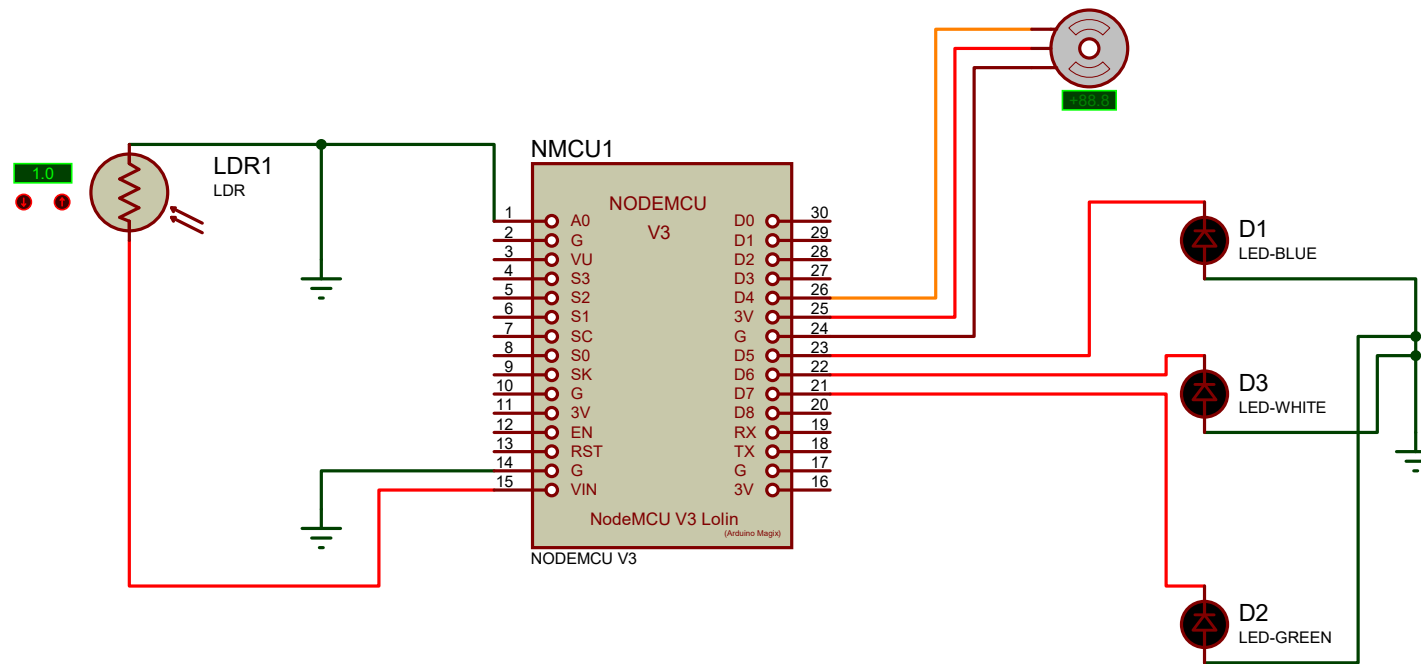 +88.8
1.0
LDR1
LDR
NMCU1
NODEMCU
V3
1 A0
2 G
3 VU
4 S3
5 S2
6 S1
7 SC
8 S0
9 SK
10 G
11 3V
12 EN
13 RST
14 G
15 VIN
D0 30
D1 29
D2 28
D3 27
D4 26
3V 25
G 24
D5 23
D6 22
D7 21
D8 20
RX 19
TX 18
G 17
3V 16
NodeMCU V3 Lolin
(Arduino Magix)
NODEMCU V3
D1
LED-BLUE
D3
LED-WHITE
D2
LED-GREEN